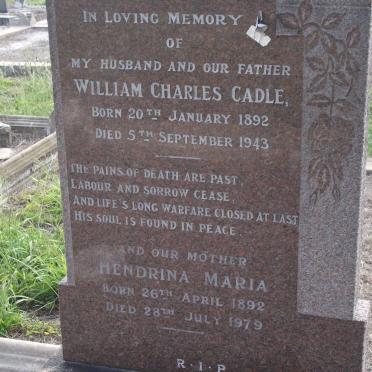 IN LOVING MEMORY
OF
MY HUSBAND AND OUR FATHER
WILLIAM CHARLES CADLE,
BORN 20TH JANUARY 1892
DIED 5TH SEPTEMBER 1943
THE PAINS OF DEATH ARE PAST,
LABOUR AND SORROW CEASE,
AND LIFE'S LONG WARFARE CLOSED AT LAST
HIS SOUL IS FOUND IN PEACE.
AND OUR MOTHER
HENDRINA MARIA
BORN 26TH APRIL 1892
DIED 28TH JULY 1979
R·I·P